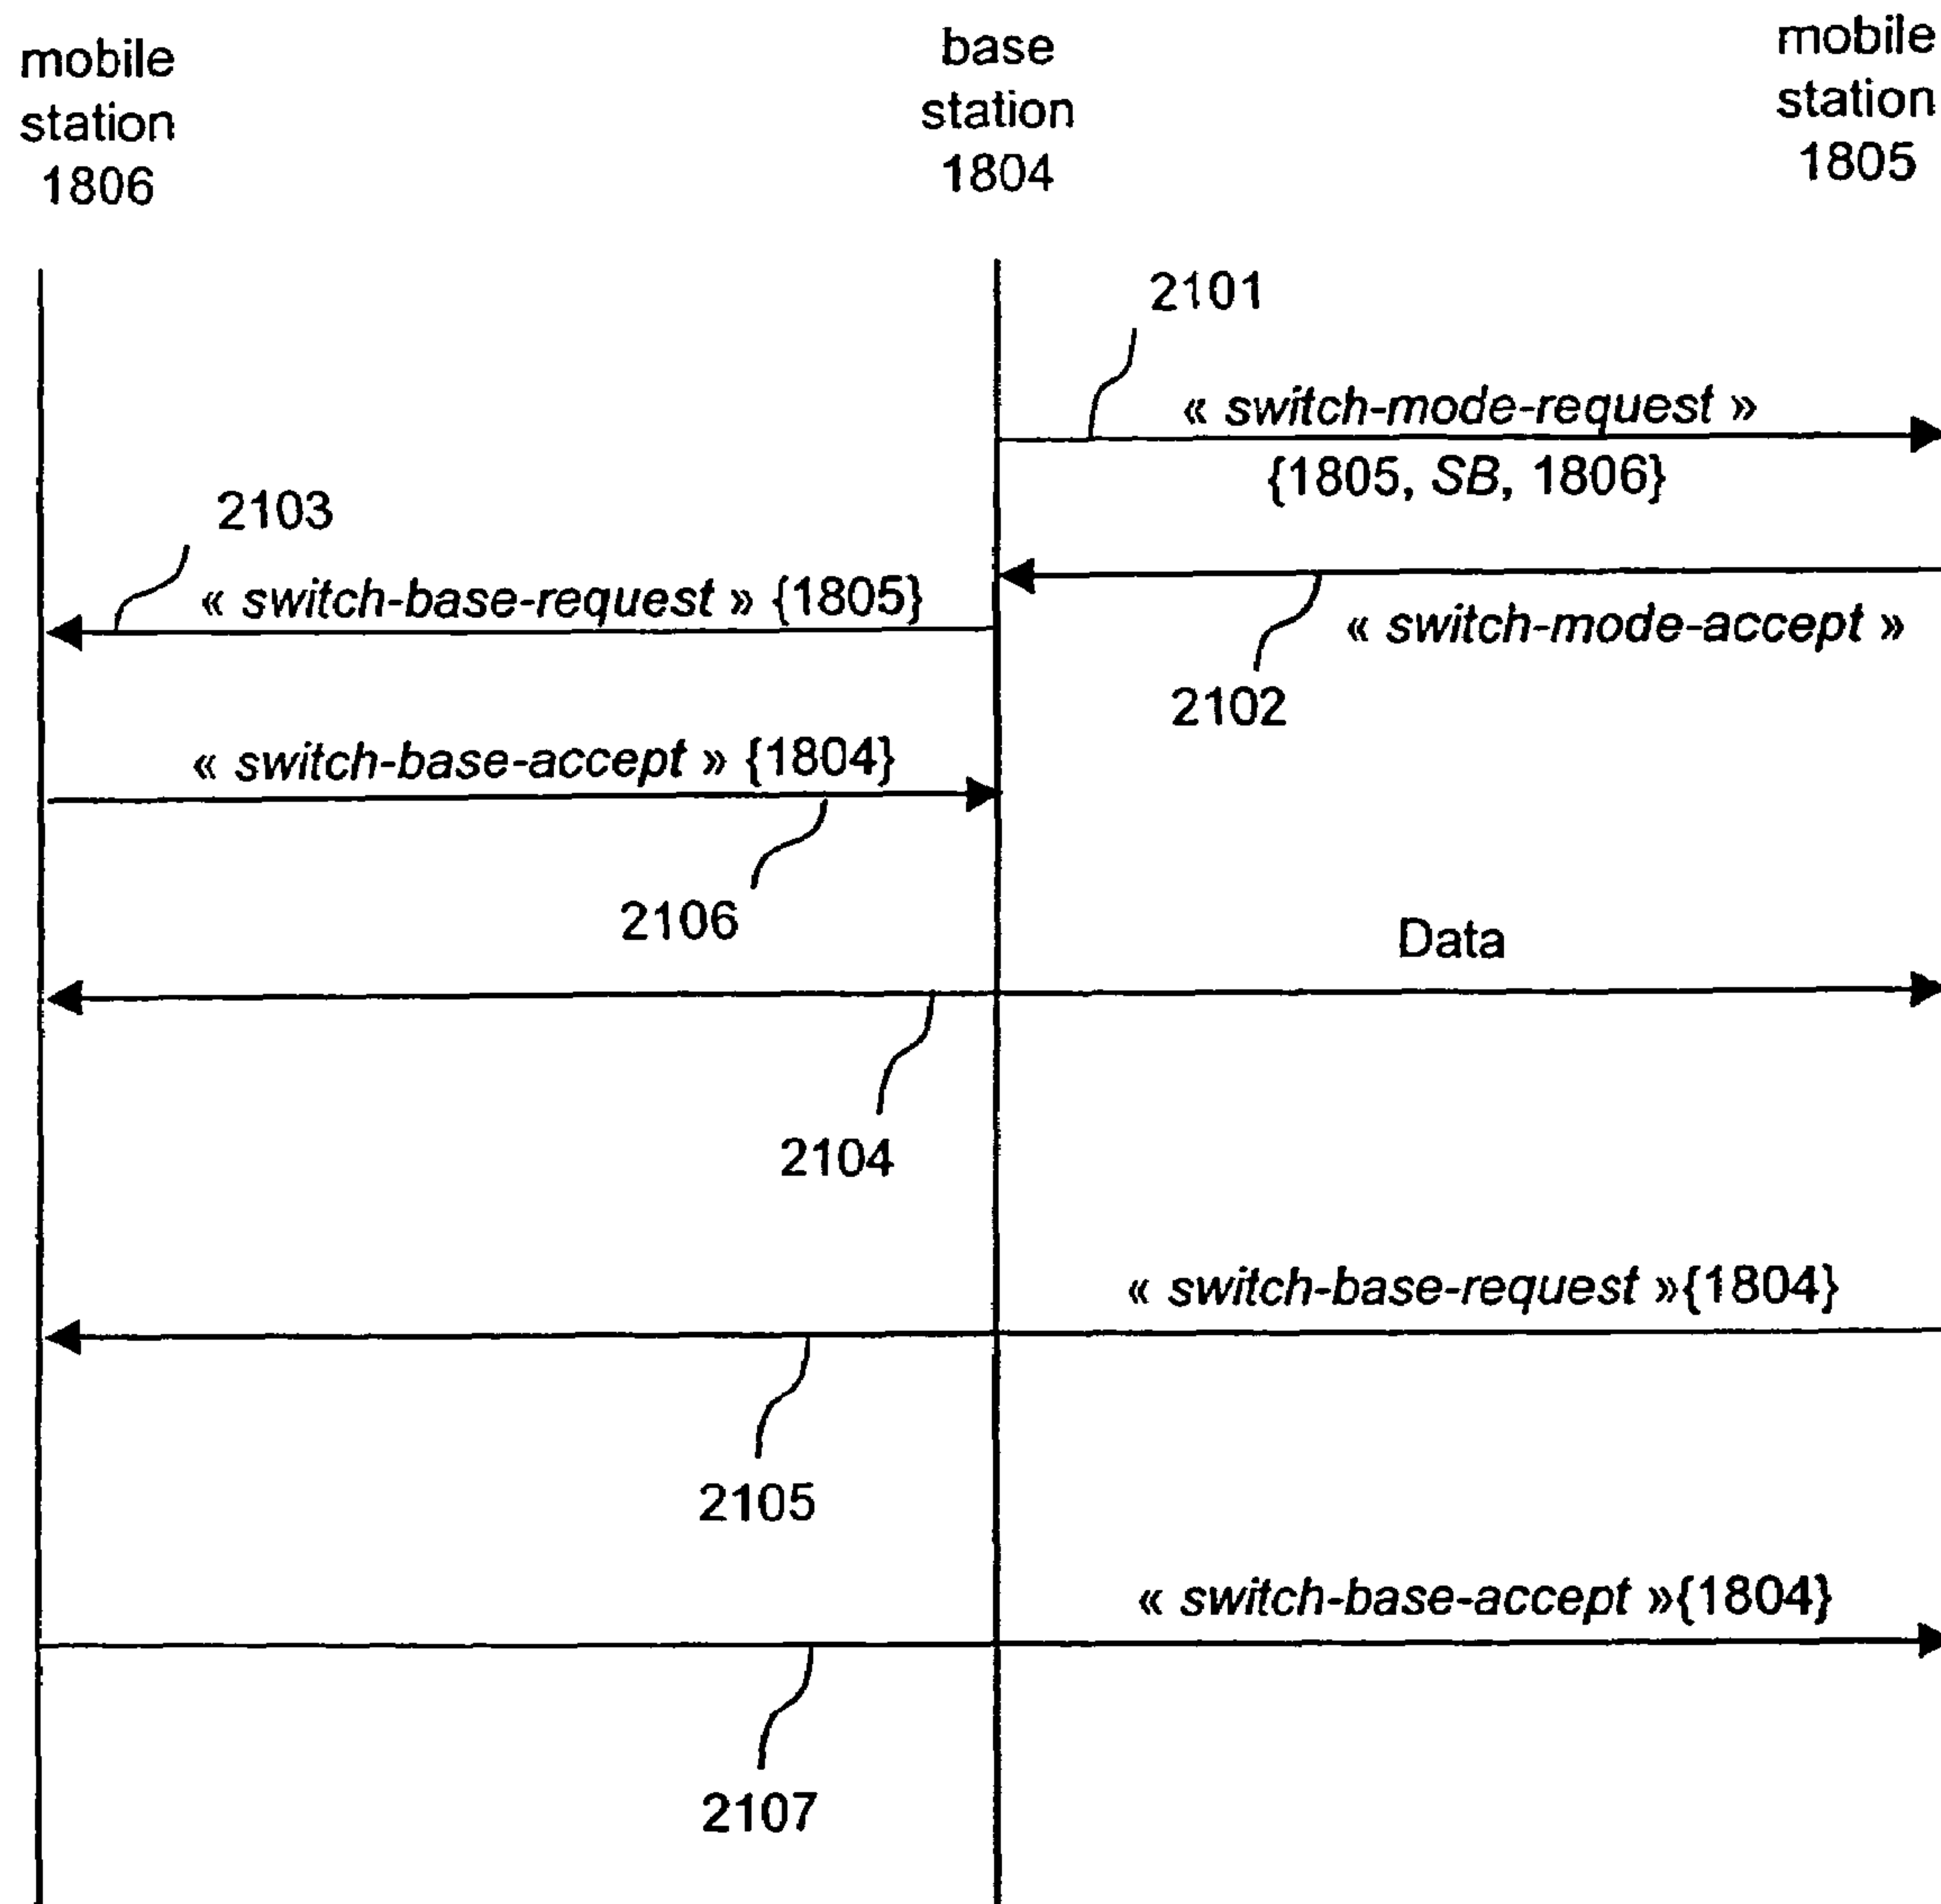 mobile
station
1806
base
station
1804
mobile
station
1805
2101
« switch-mode-request »
{1805, SB, 1806}
2103
« switch-base-request » {1805}
« switch-mode-accept »
2102
« switch-base-accept » {1804}
2106
Data
2104
« switch-base-request »{1804}
2105
« switch-base-accept »{1804}
2107